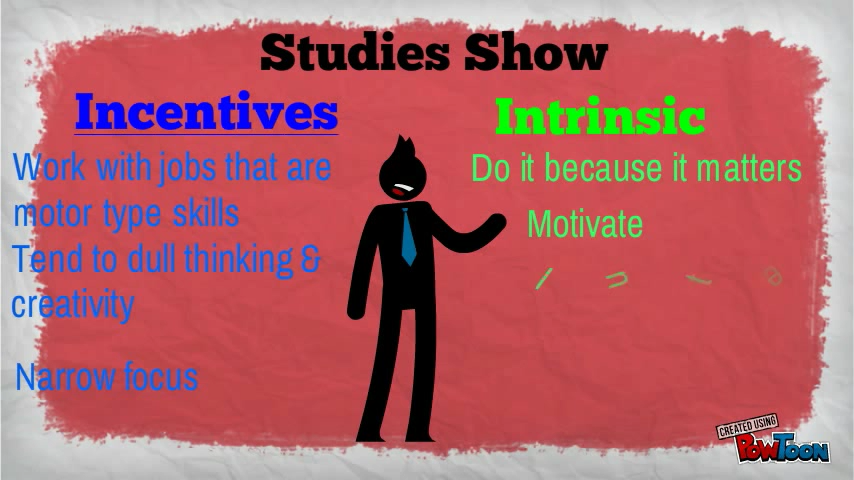 Studies Show
Incentives
Work with jobs that are
motor type skills
Tend to dull thinking &
creativity
Narrow focus
Intrinsic
Do it because it matters
Motivate
CREATED USING
POWTOON